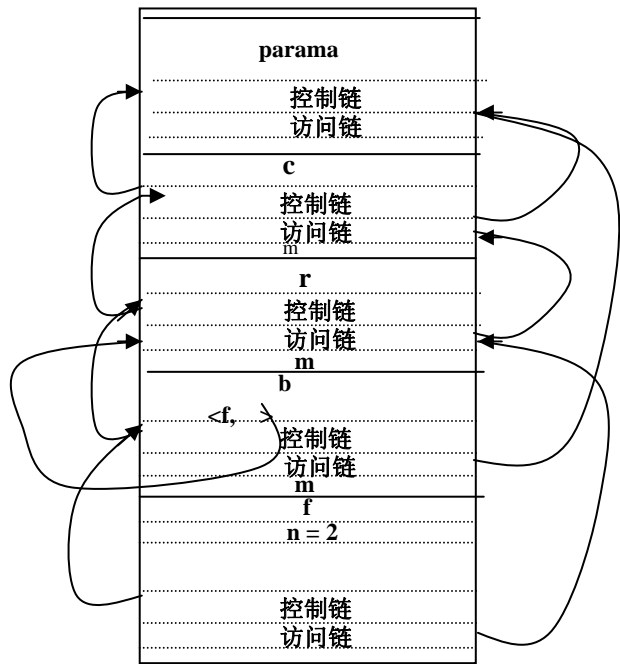 parama
控制链
访问链
c
控制链
访问链
m
r
控制链
访问链
m
b
<f, >
控制链
访问链
m
f
n = 2
控制链
访问链